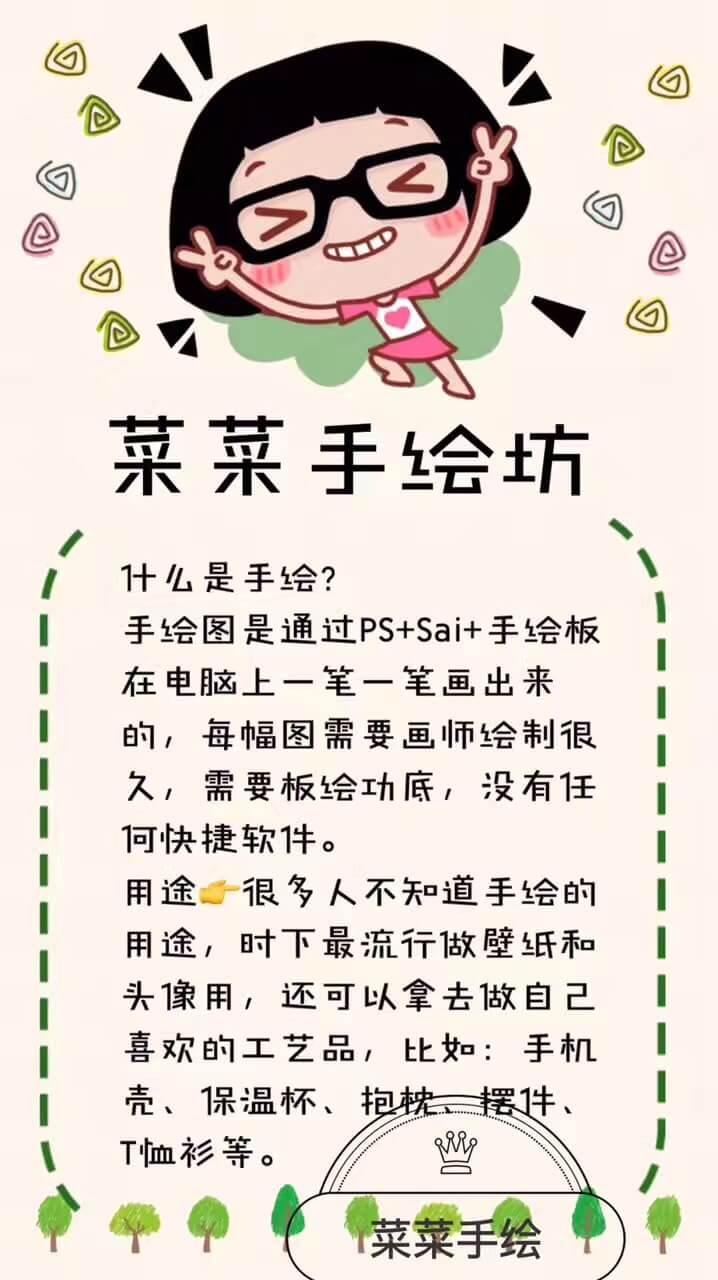 菜菜手绘坊
什么是手绘?
手绘图是通过PS+Sai+手绘板
在电脑上一笔一笔画出来
的，每幅图需要画师绘制很
久，需要板绘功底，没有任
何快捷软件。
用途👉很多人不知道手绘的
用途，时下最流行做壁纸和
头像用，还可以拿去做自己
喜欢的工艺品，比如：手机
壳、保温杯、抱枕、摆件、
T恤衫等。
菜菜手绘